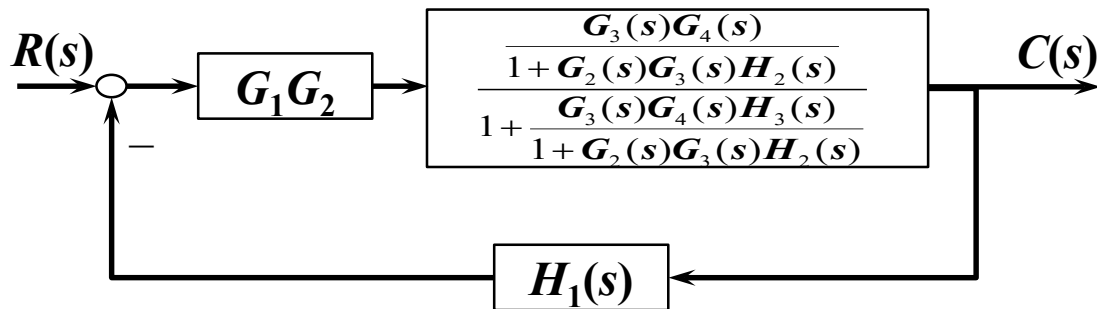 R(s)
G₁G₂
G₃(s)G₄(s)
1+G₂(s)G₃(s)H₂(s)
1+ G₃(s)G₄(s)H₃(s)
1+G₂(s)G₃(s)H₂(s)
C(s)
−
H₁(s)